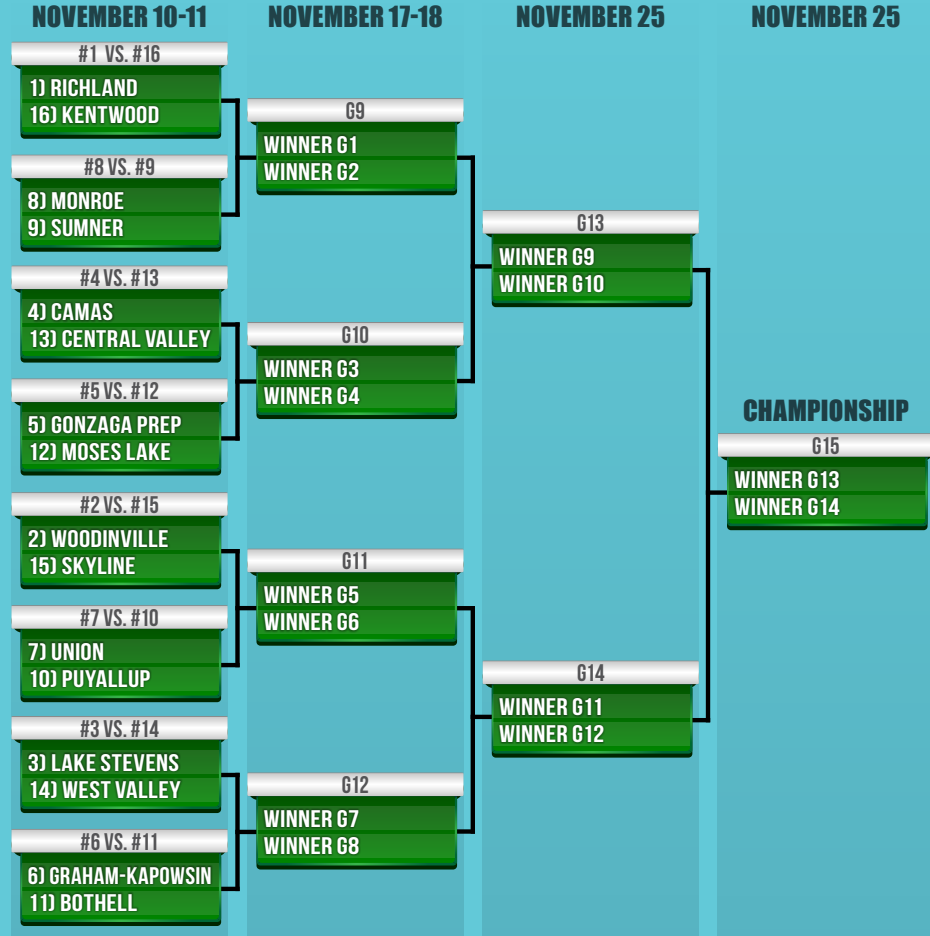 NOVEMBER 10-11
#1 VS. #16
1) RICHLAND
16) KENTWOOD
#8 VS. #9
8) MONROE
9) SUMNER
#4 VS. #13
4) CAMAS
13) CENTRAL VALLEY
#5 VS. #12
5) GONZAGA PREP
12) MOSES LAKE
#2 VS. #15
2) WOODINVILLE
15) SKYLINE
#7 VS. #10
7) UNION
10) PUYALLUP
#3 VS. #14
3) LAKE STEVENS
14) WEST VALLEY
#6 VS. #11
6) GRAHAM-KAPOWSIN
11) BOTHELL
NOVEMBER 17-18
G9
WINNER G1
WINNER G2
G10
WINNER G3
WINNER G4
G11
WINNER G5
WINNER G6
G12
WINNER G7
WINNER G8
NOVEMBER 25
G13
WINNER G9
WINNER G10
G14
WINNER G11
WINNER G12
NOVEMBER 25
CHAMPIONSHIP
G15
WINNER G13
WINNER G14